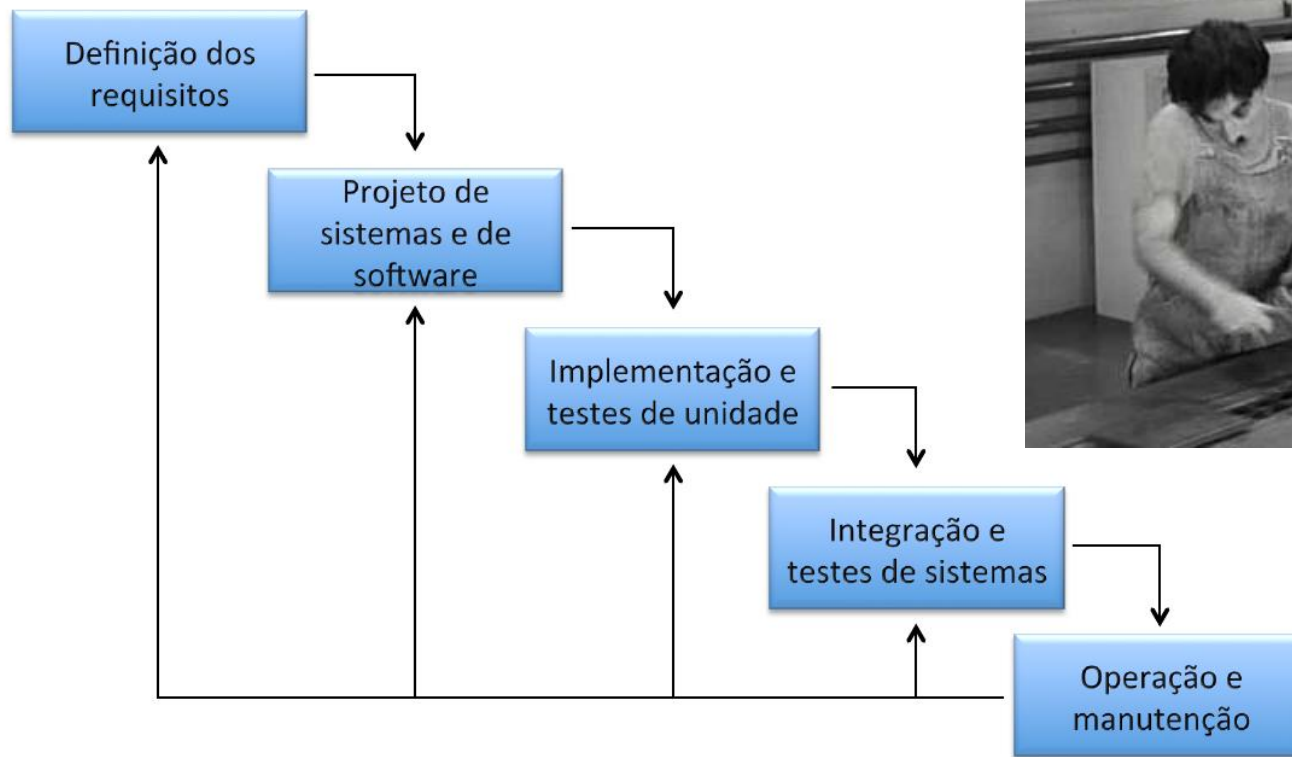 Definição dos
requisitos
Projeto de
sistemas e de
software
Implementação e
testes de unidade
Integração e
testes de sistemas
Operação e
manutenção